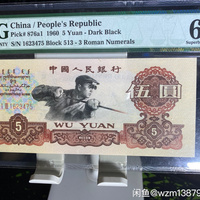 China / People's Republic
Pick# 876a1 1960 5 Yuan - Dark Black
S/N 1623475 Block 513 - 3 Roman Numerals
中国人民银行
伍圆
5
1623475
WU YUAN
5
闲鱼@wzm13879